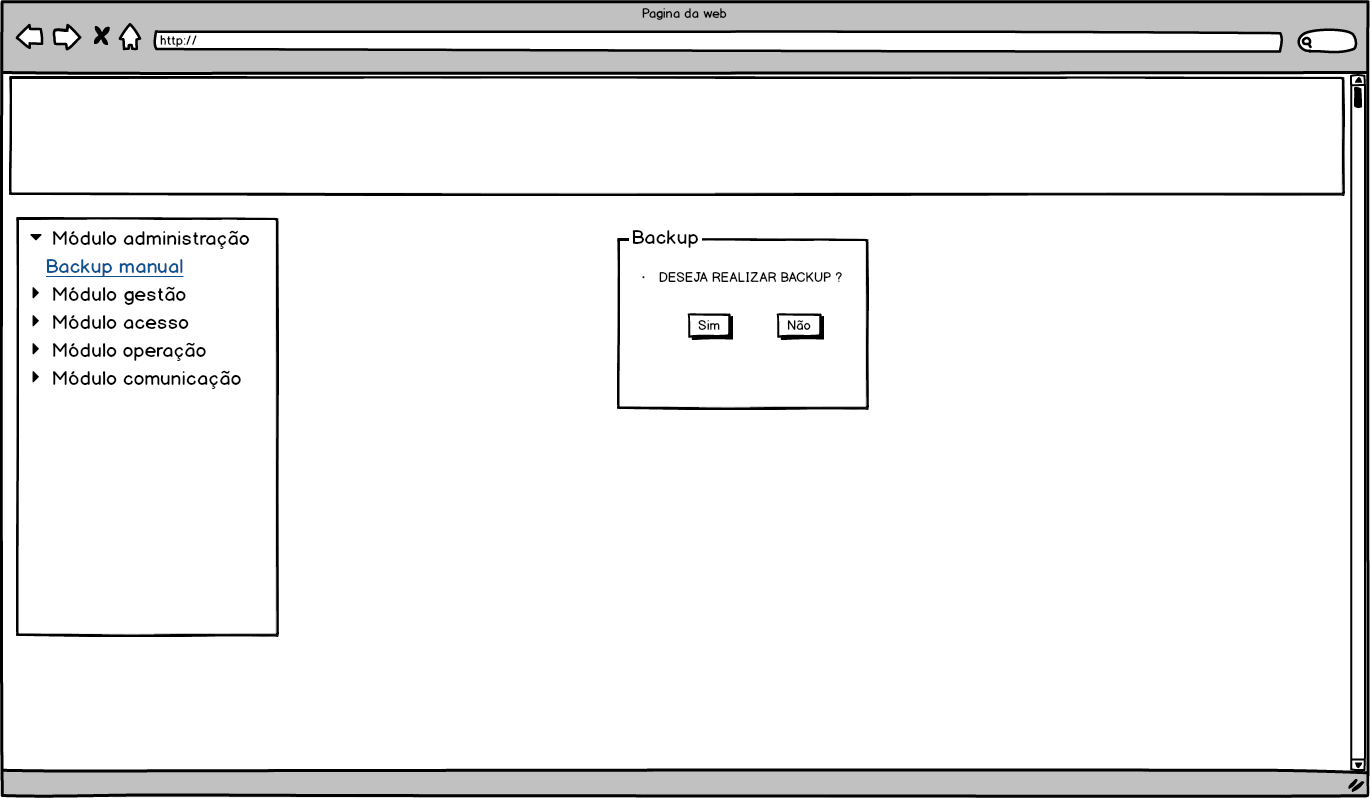 Pagina da web
http://
Módulo administração
Backup manual
Módulo gestão
Módulo acesso
Módulo operação
Módulo comunicação
Backup
· DESEJA REALIZAR BACKUP ?
Sim Não